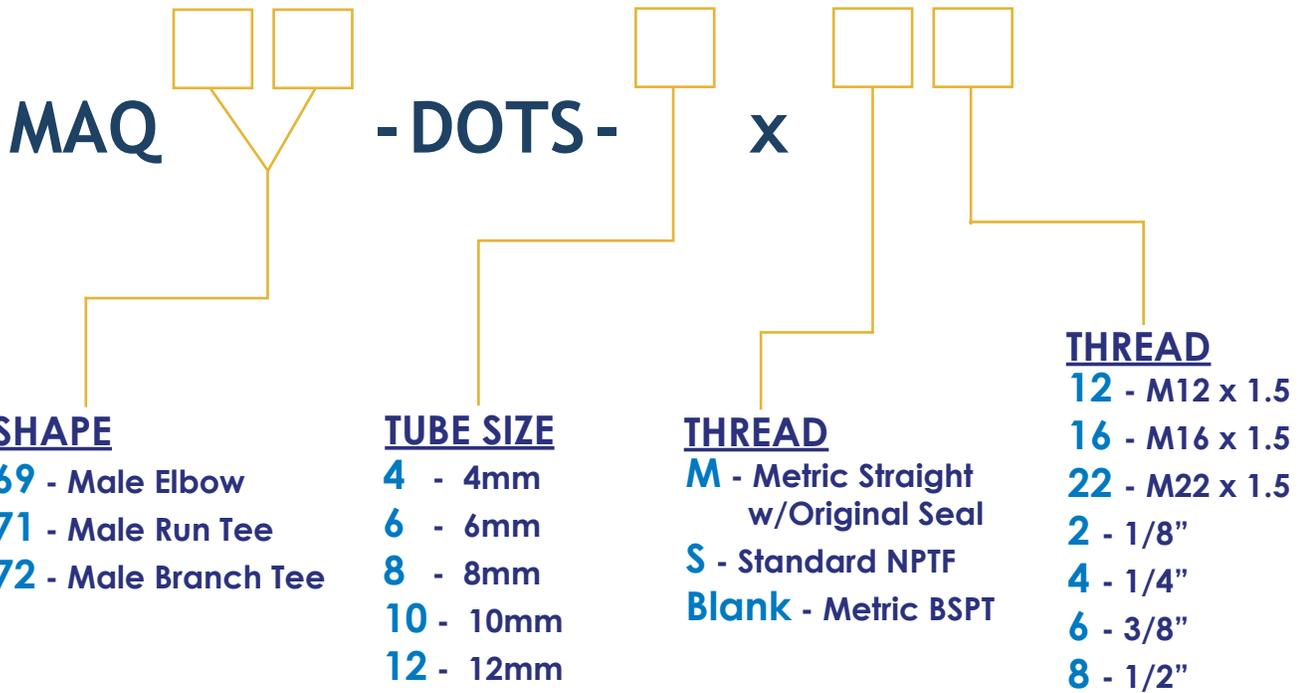 MAQ - DOTS - x
SHAPE
69 - Male Elbow
71 - Male Run Tee
72 - Male Branch Tee
TUBE SIZE
4 - 4mm
6 - 6mm
8 - 8mm
10 - 10mm
12 - 12mm
THREAD
M - Metric Straight
w/Original Seal
S - Standard NPTF
Blank - Metric BSPT
THREAD
12 - M12 x 1.5
16 - M16 x 1.5
22 - M22 x 1.5
2 - 1/8”
4 - 1/4”
6 - 3/8”
8 - 1/2”